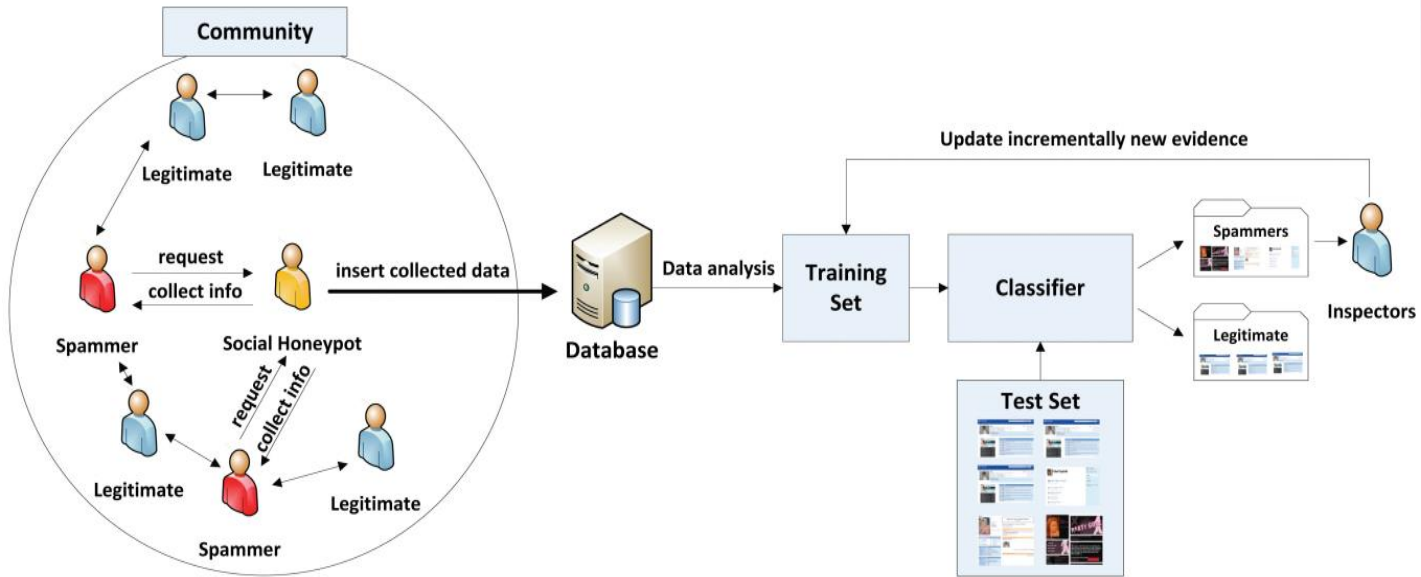 Community
Legitimate
Legitimate
request
collect info
Spammer
Social Honeypot
request
collect info
Legitimate
Spammer
Legitimate
insert collected data
Database
Data analysis
Update incrementally new evidence
Training
Set
Classifier
Spammers
Legitimate
Inspectors
Test Set